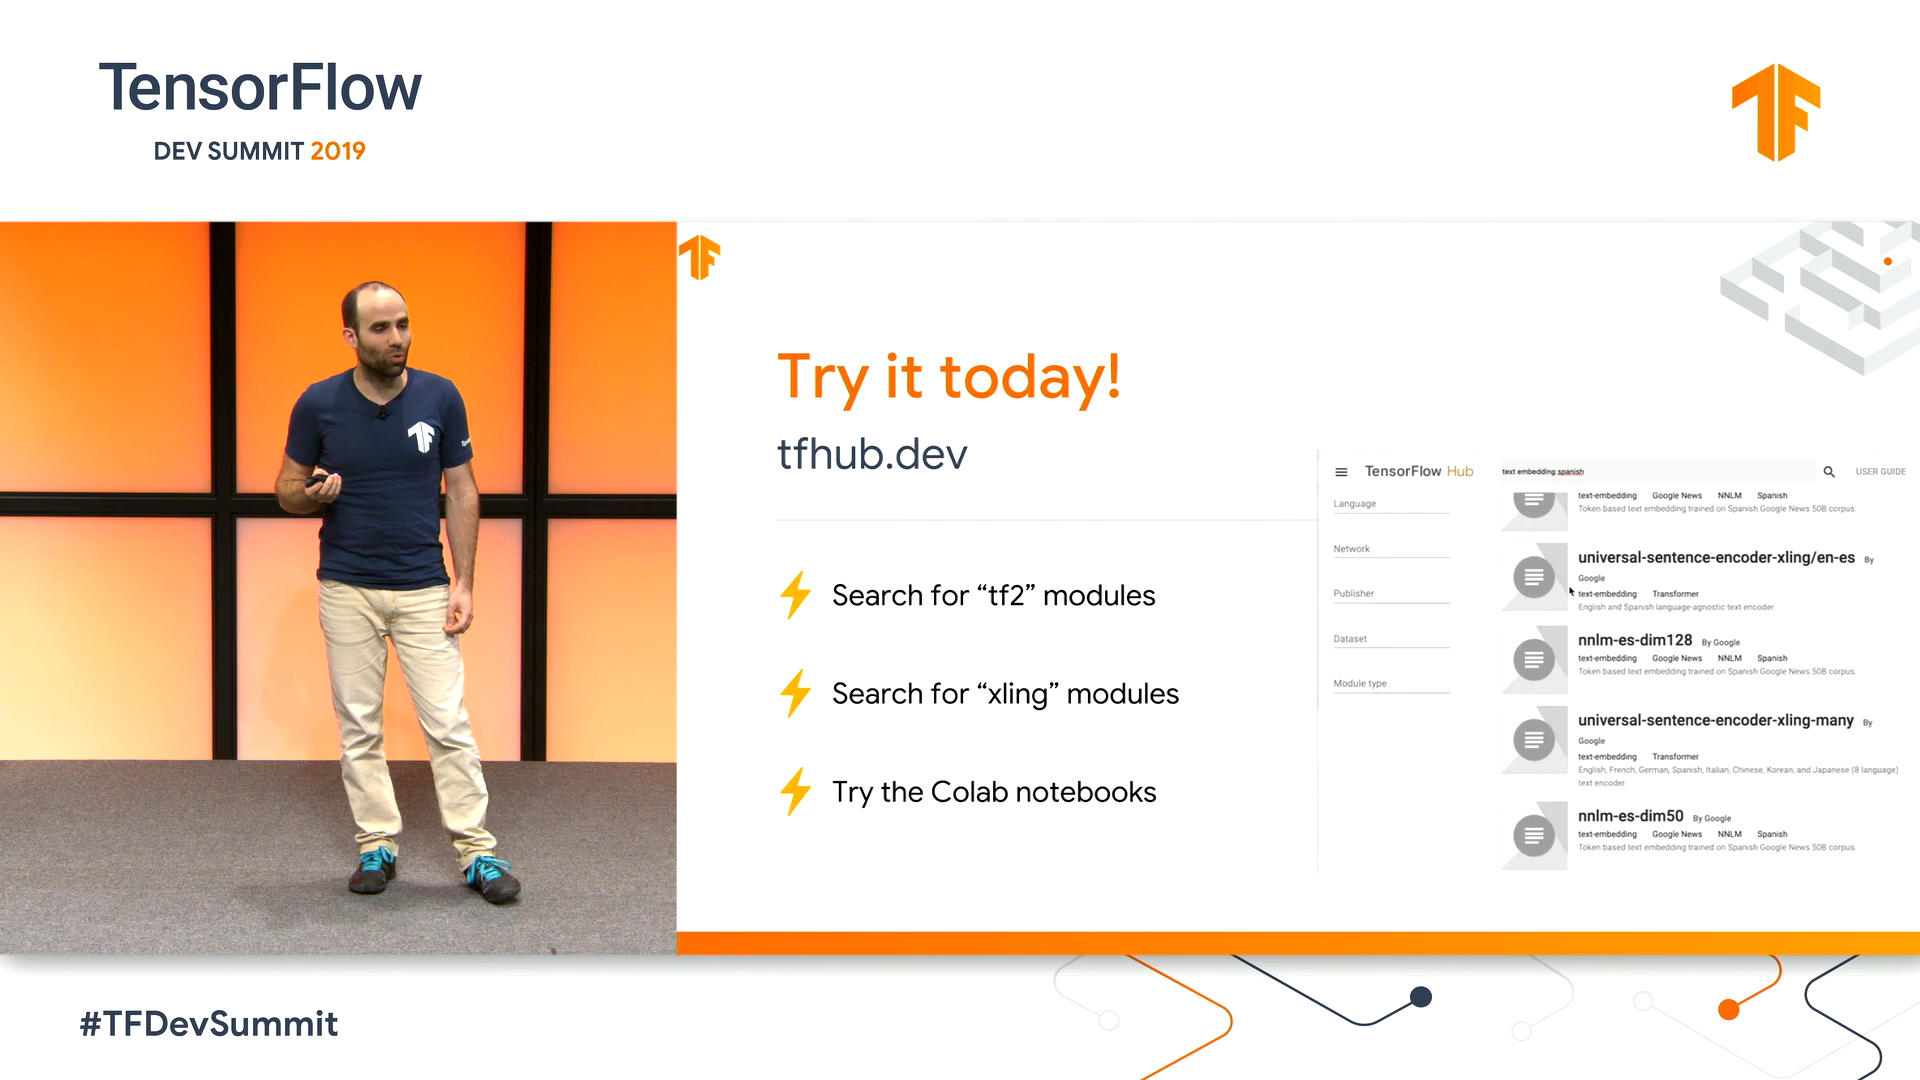 TensorFlow
DEV SUMMIT 2019
TF
Try it today!
tfhub.dev
Search for “tf2” modules
Search for “xling” modules
Try the Colab notebooks
TensorFlow Hub
text embedding spanish
USER GUIDE
Language
Network
Publisher
Dataset
Module type
text-embedding Google News NNLM Spanish
Token based text embedding trained on Spanish Google News 50B corpus.
universal-sentence-encoder-xling/en-es By
Google
text-embedding Transformer
English and Spanish language-agnostic text encoder.
nnlm-es-dim128 By Google
text-embedding Google News NNLM Spanish
Token based text embedding trained on Spanish Google News 50B corpus.
universal-sentence-encoder-xling-many By
Google
text-embedding Transformer
English, French, German, Spanish, Italian, Chinese, Korean, and Japanese (8 language)
text encoder.
nnlm-es-dim50 By Google
text-embedding Google News NNLM Spanish
Token based text embedding trained on Spanish Google News 50B corpus.
#TFDevSummit